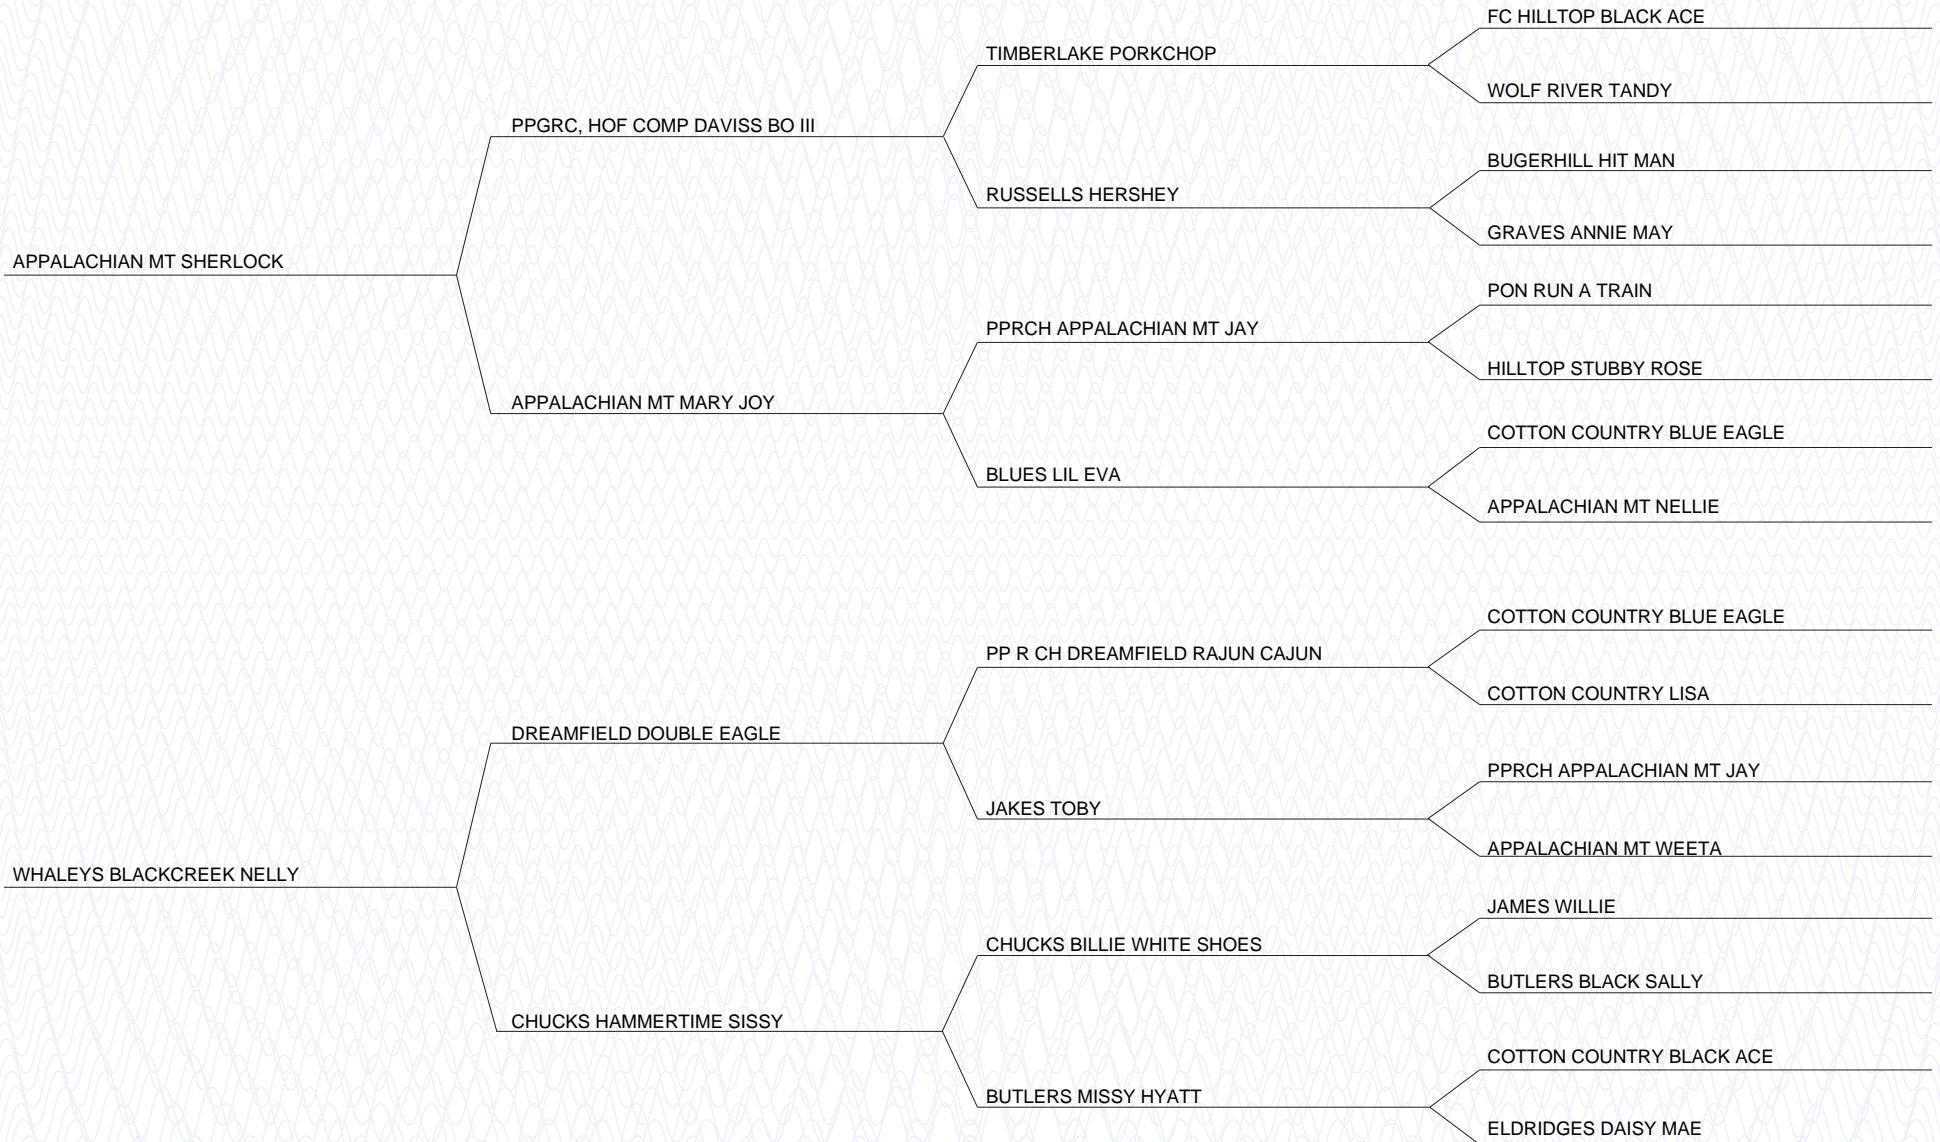 FC HILLTOP BLACK ACE
TIMBERLAKE PORKCHOP
WOLF RIVER TANDY
PPGRC, HOF COMP DAVISS BO III
BUGERHILL HIT MAN
RUSSELLS HERSHEY
GRAVES ANNIE MAY
APPALACHIAN MT SHERLOCK
PON RUN A TRAIN
PPRCH APPALACHIAN MT JAY
HILLTOP STUBBY ROSE
APPALACHIAN MT MARY JOY
COTTON COUNTRY BLUE EAGLE
BLUES LIL EVA
APPALACHIAN MT NELLIE
COTTON COUNTRY BLUE EAGLE
PP R CH DREAMFIELD RAJUN CAJUN
COTTON COUNTRY LISA
DREAMFIELD DOUBLE EAGLE
PPRCH APPALACHIAN MT JAY
JAKES TOBY
APPALACHIAN MT WEETA
WHALEYS BLACKCREEK NELLY
JAMES WILLIE
CHUCKS BILLIE WHITE SHOES
BUTLERS BLACK SALLY
CHUCKS HAMMERTIME SISSY
COTTON COUNTRY BLACK ACE
BUTLERS MISSY HYATT
ELDRIDGES DAISY MAE